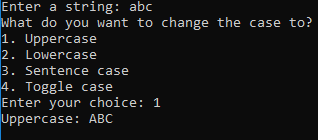 Enter a string: abc
What do you want to change the case to?
1. Uppercase
2. Lowercase
3. Sentence case
4. Toggle case
Enter your choice: 1
Uppercase: ABC